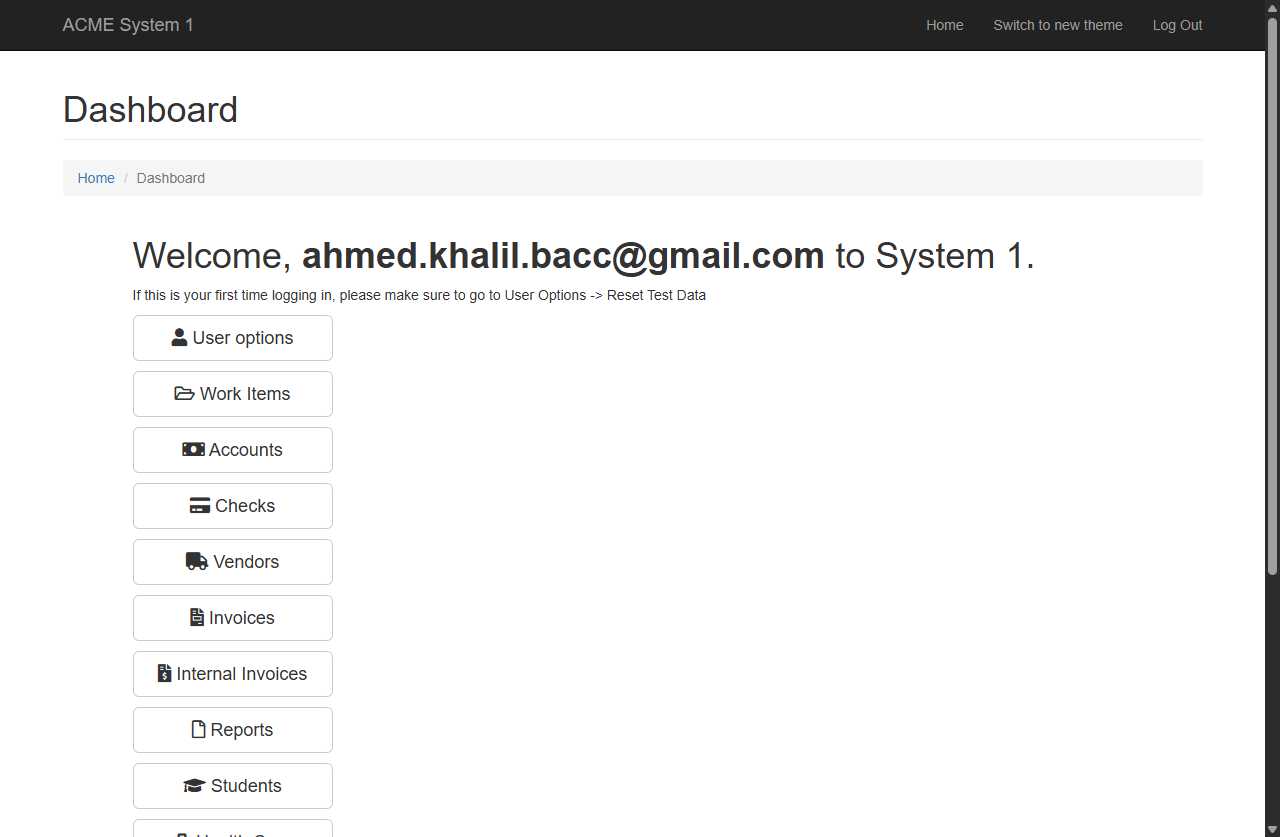 ACME System 1
Home
Switch to new theme
Log Out
Dashboard
Home / Dashboard
Welcome, ahmed.khalil.bacc@gmail.com to System 1.
If this is your first time logging in, please make sure to go to User Options -> Reset Test Data
User options
Work Items
Accounts
Checks
Vendors
Invoices
Internal Invoices
Reports
Students